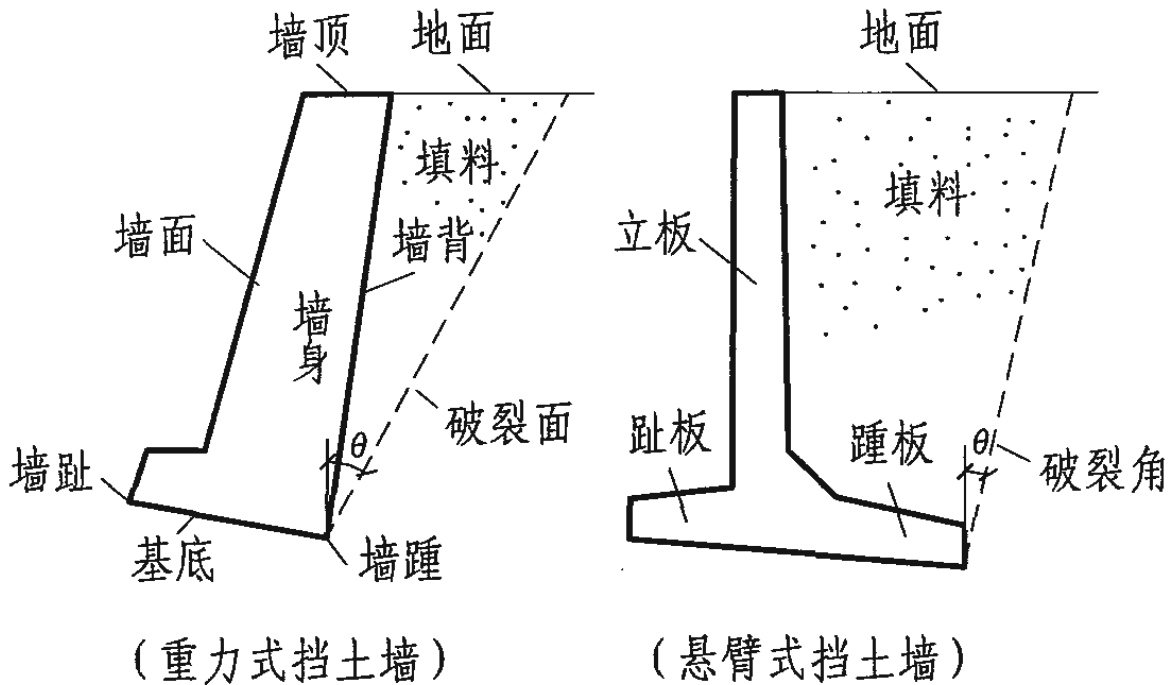 墙顶
地面
填料
墙面
墙背
墙身
破裂面
θ
墙趾
基底
墙踵
（重力式挡土墙）
地面
填料
立板
趾板
踵板
θ
破裂角
（悬臂式挡土墙）